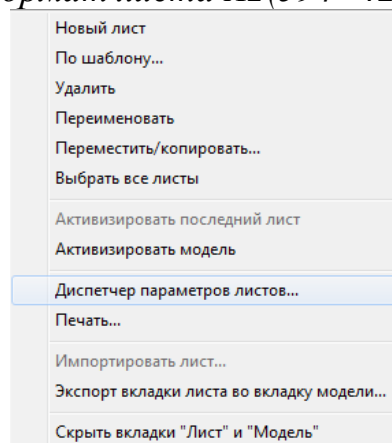 листа
Новый лист
По шаблону...
Удалить
Переименовать
Переместить/копировать...
Выбрать все листы
Активизировать последний лист
Активизировать модель
Диспетчер параметров листов...
Печать...
Импортировать лист...
Экспорт вкладки листа во вкладку модели...
Скрыть вкладки "Лист" и "Модель"